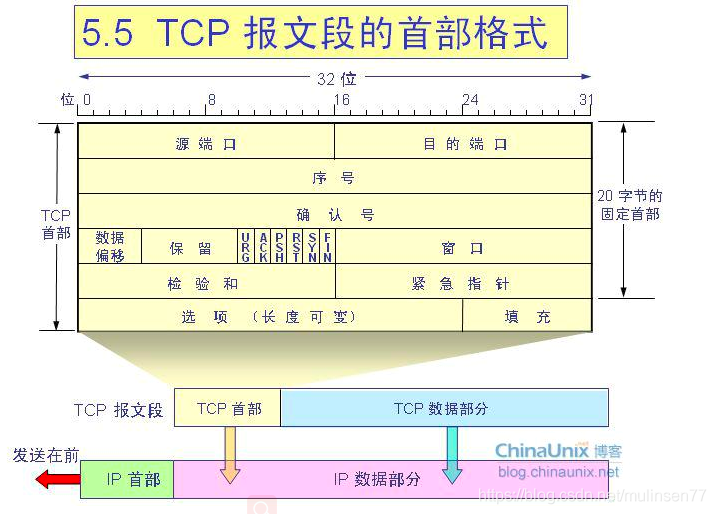 5.5 TCP 报文段的首部格式
32 位
位 0 8 16 24 31
源端口 目的端口
序号
TCP 首部
20 字节的固定首部
确认号
数据偏移 保留 URG ACK PSH RST SYN FIN 窗口
检验和 紧急指针
选项 （长度可变） 填充
TCP 报文段 TCP 首部 TCP 数据部分
ChinaUnix 博客
blog.chinaunix.net
发送在前
IP 首部 IP 数据部分
https://blog.csdn.net/mulinsen77